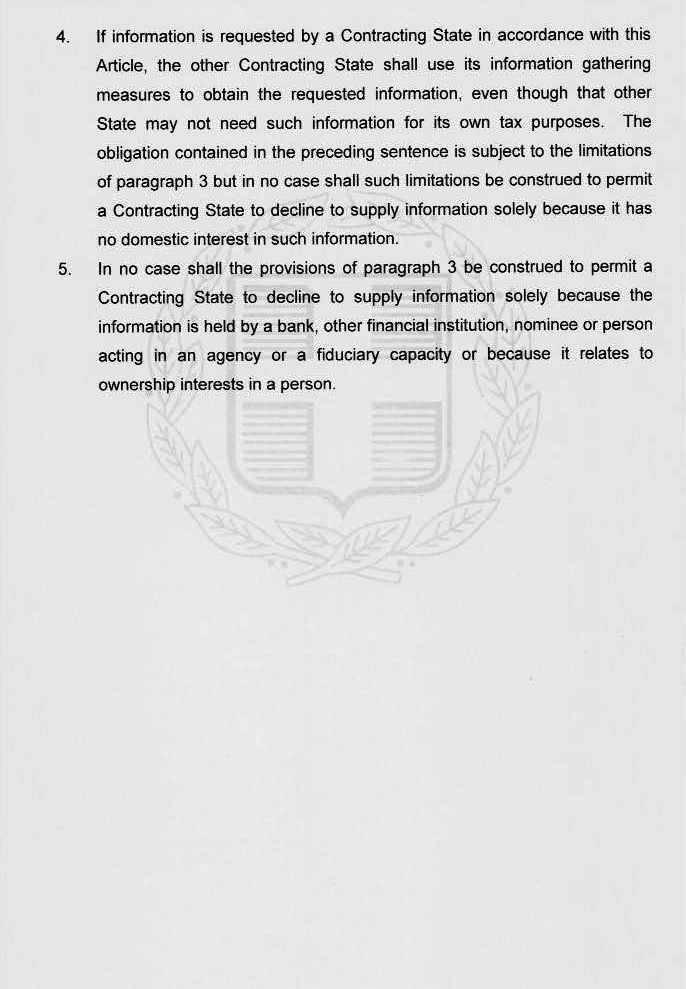 4. If information is requested by a Contracting State in accordance with this
Article, the other Contracting State shall use its information gathering
measures to obtain the requested information, even though that other
State may not need such information for its own tax purposes. The
obligation contained in the preceding sentence is subject to the limitations
of paragraph 3 but in no case shall such limitations be construed to permit
a Contracting State to decline to supply information solely because it has
no domestic interest in such information.
5. In no case shall the provisions of paragraph 3 be construed to permit a
Contracting State to decline to supply information solely because the
information is held by a bank, other financial institution, nominee or person
acting in an agency or a fiduciary capacity or because it relates to
ownership interests in a person.